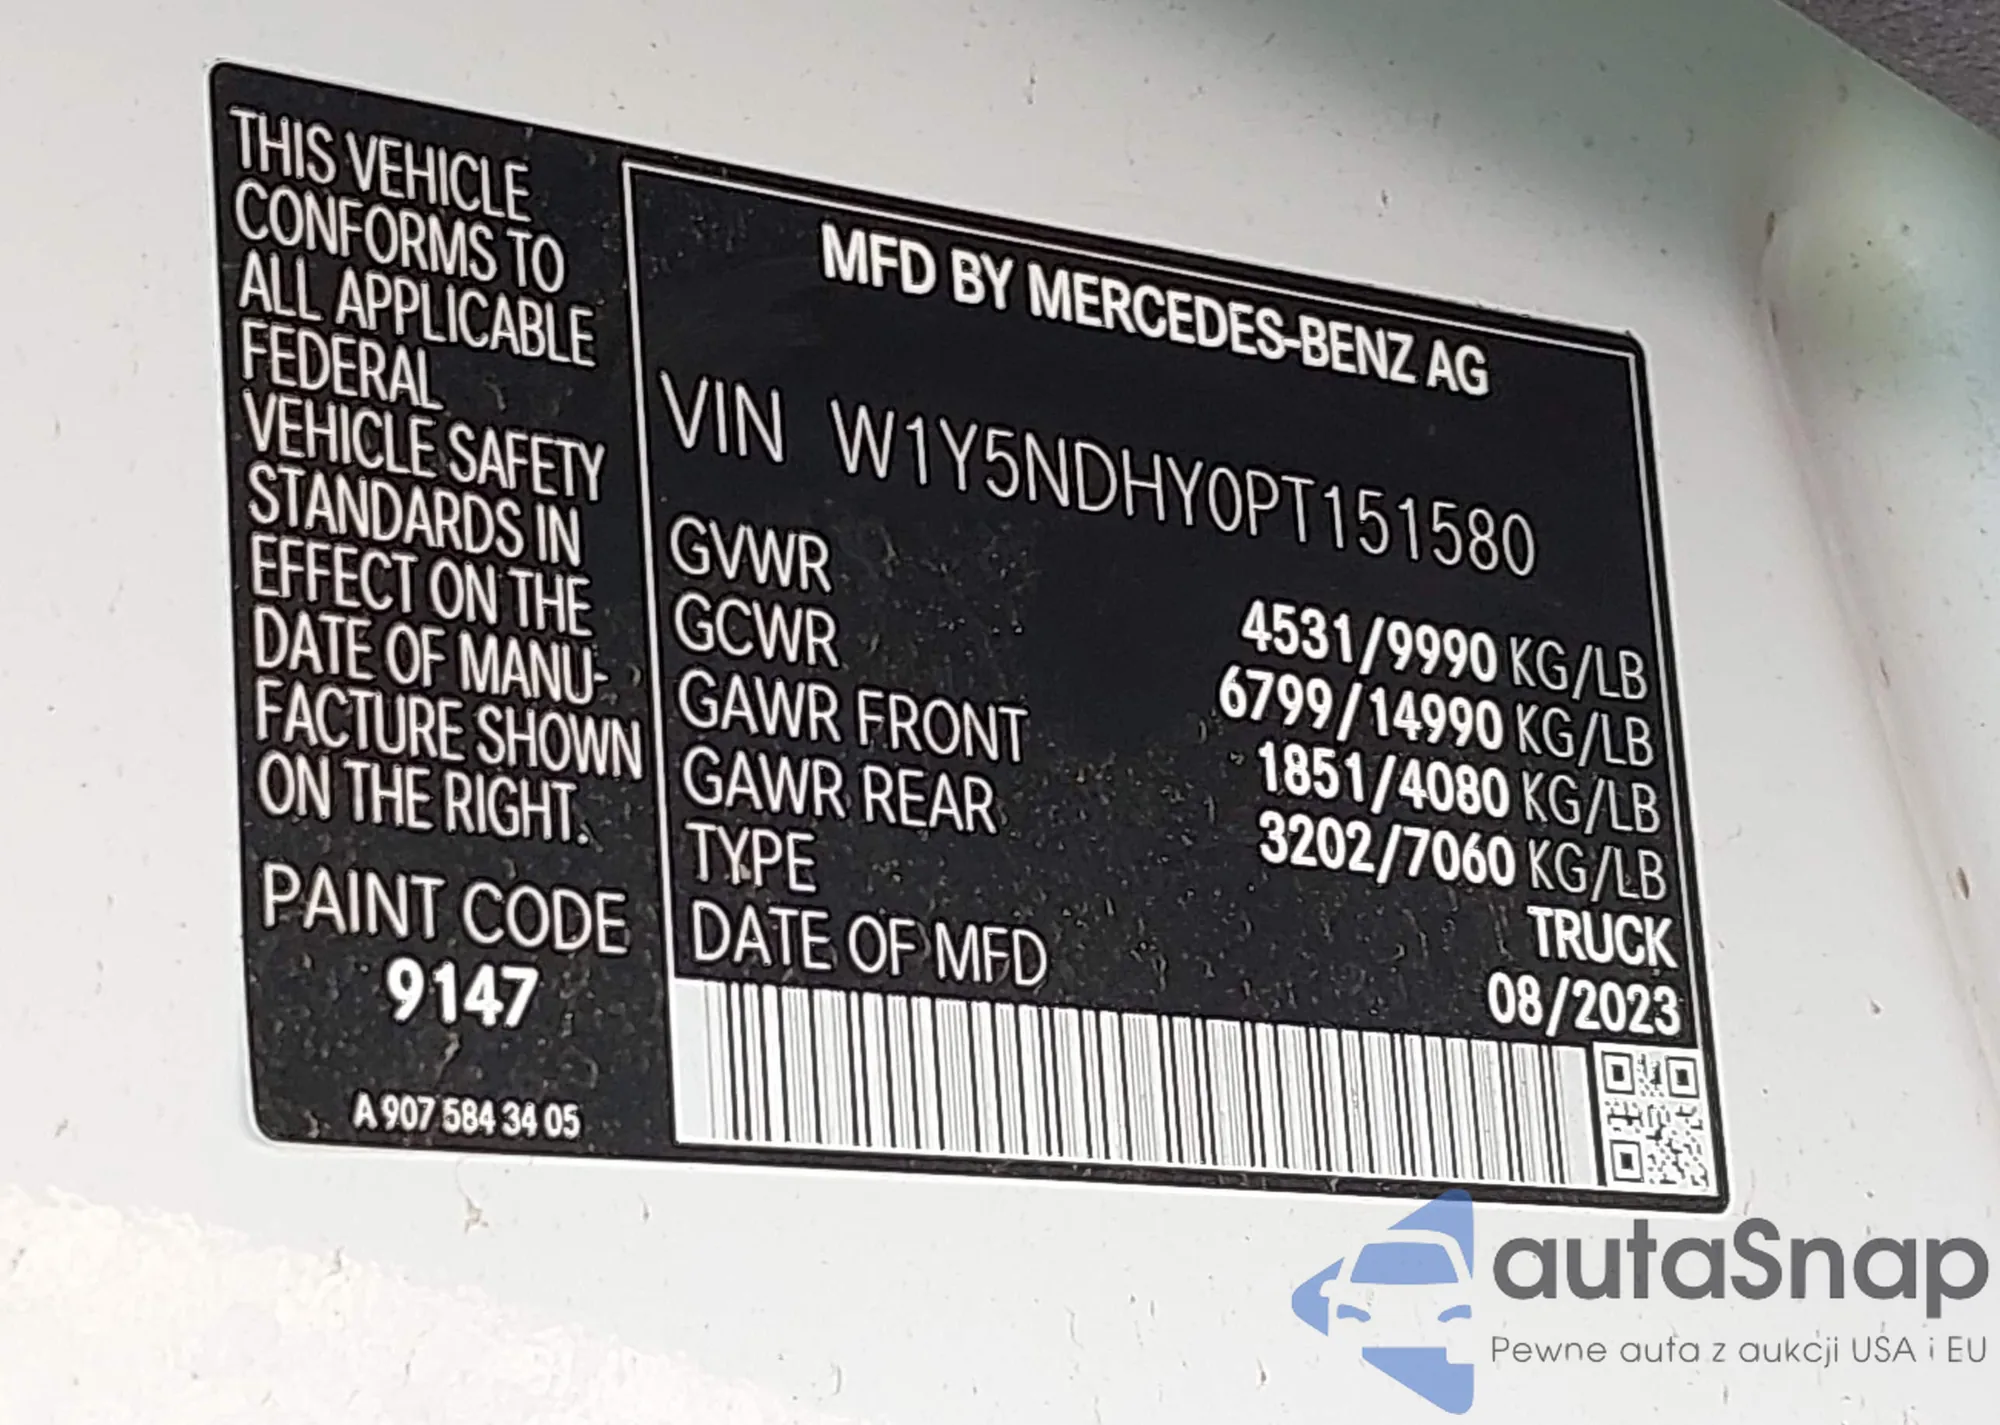 THIS VEHICLE
CONFORMS TO
ALL APPLICABLE
FEDERAL
VEHICLE SAFETY
STANDARDS IN
EFFECT ON THE
DATE OF MANU-
FACTURE SHOWN
ON THE RIGHT.
PAINT CODE
9147
A 907 584 34 05
MFD BY MERCEDES-BENZ AG
VIN W1Y5NDHY0PT151580
GVWR 4531/9990 KG/LB
GCWR 6799/14990 KG/LB
GAWR FRONT 1851/4080 KG/LB
GAWR REAR 3202/7060 KG/LB
TYPE TRUCK
DATE OF MFD 08/2023
autaSnap
Pewne auta z aukcji USA i EU